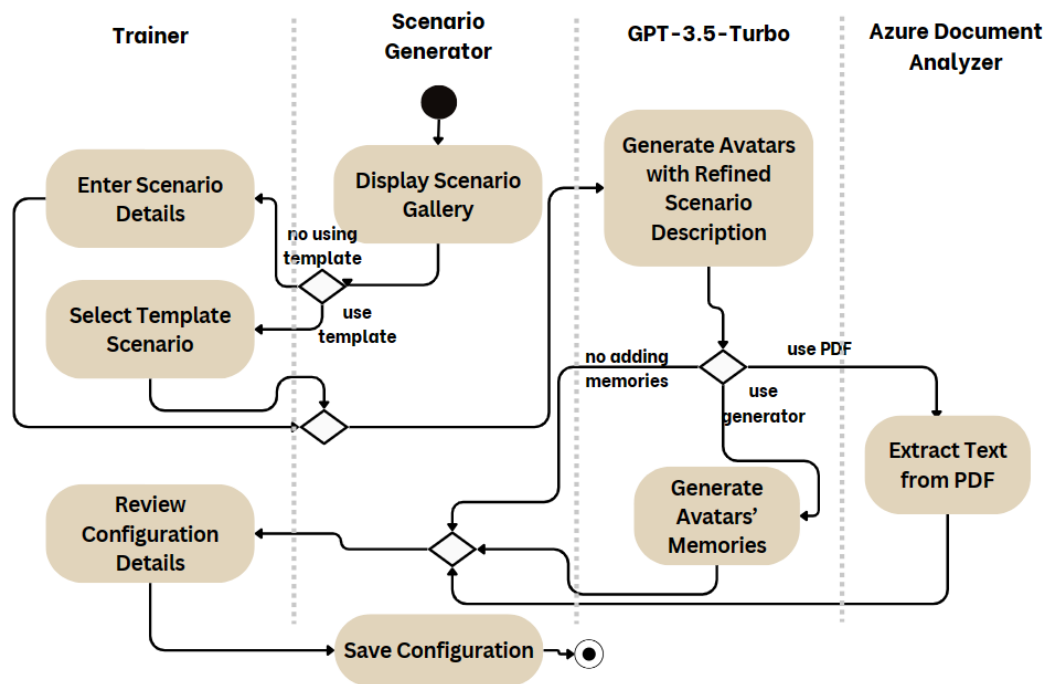 Trainer
Scenario
Generator
GPT-3.5-Turbo
Azure Document
Analyzer
Enter Scenario
Details
Display Scenario
Gallery
Generate Avatars
with Refined
Scenario
Description
no using
template
Select Template
Scenario
use
template
no adding
memories
use PDF
use
generator
Extract Text
from PDF
Generate
Avatars’
Memories
Review
Configuration
Details
Save Configuration